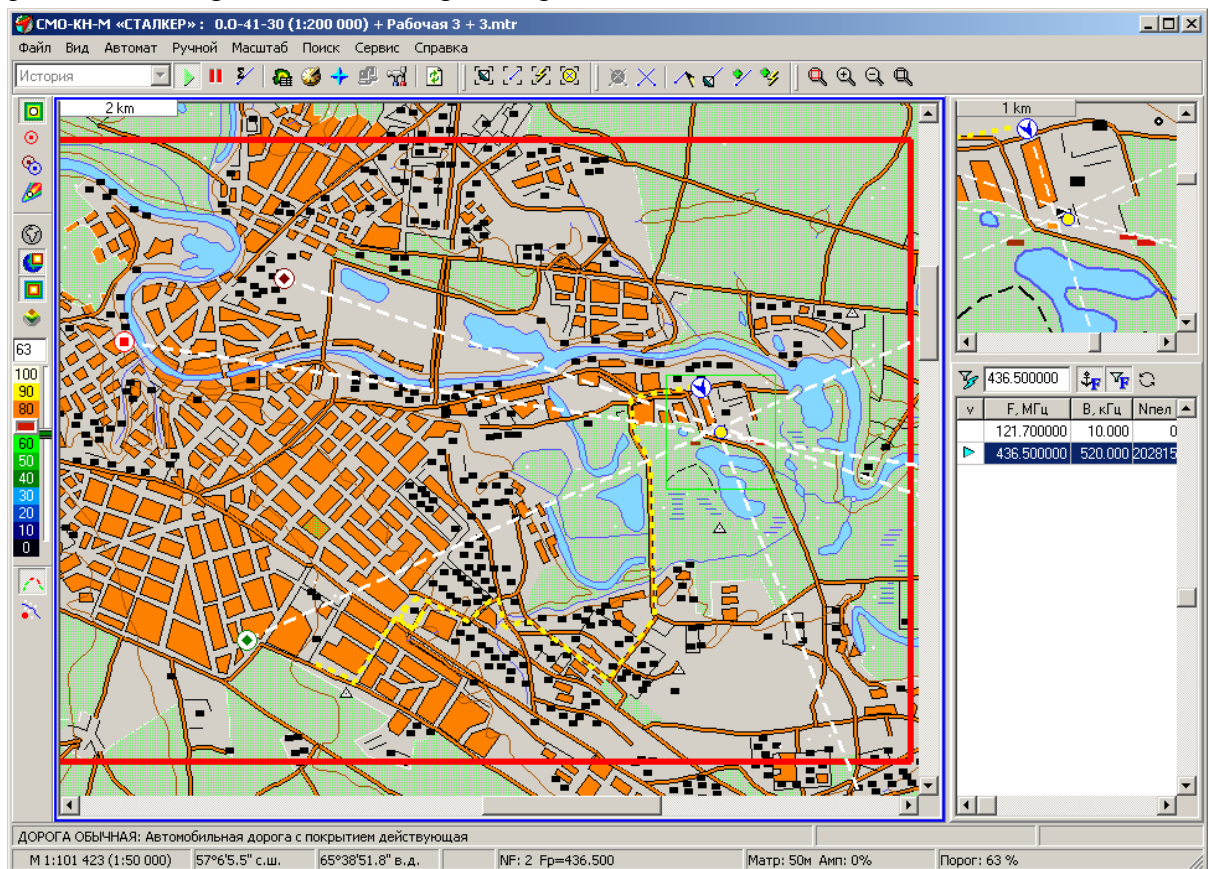 СМО-КН-М «СТАЛКЕР» : 0.O-41-30 (1:200 000) + Рабочая 3 + 3.mtr
Файл Вид Автомат Ручной Масштаб Поиск Сервис Справка
История
2 km
1 km
63
100
90
80
60
50
40
30
20
10
0
436.500000
v F, МГц B, кГц Nпел
121.700000 10.000 0
436.500000 520.000 202815
ДОРОГА ОБЫЧНАЯ: Автомобильная дорога с покрытием действующая
М 1:101 423 (1:50 000) 57°6'5.5" с.ш. 65°38'51.8" в.д. NF: 2 Fp=436.500 Матр: 50м Амп: 0% Порог: 63 %